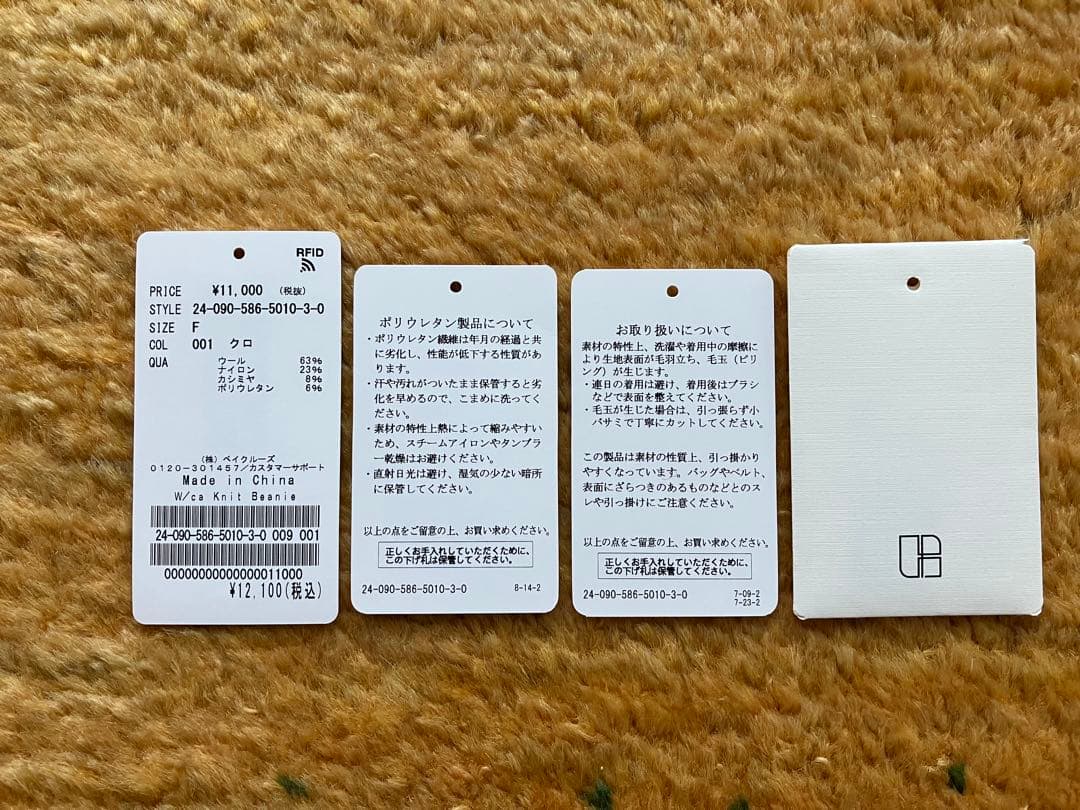 RFID
PRICE ¥11,000 (税抜)
STYLE 24-090-586-5010-3-0
SIZE F
COL 001 クロ
QUA ウール 63%
ナイロン 23%
カシミヤ 8%
ポリウレタン 6%
(株) ベイクルーズ
0120-301457/カスタマーサポート
Made in China
W/ca Knit Beanie
24-090-586-5010-3-0 009 001
00000000000000011000
¥12,100(税込)
ポリウレタン製品について
・ポリウレタン繊維は年月の経過と共
に劣化し、性能が低下する性質があ
ります。
・汗や汚れがついたまま保管すると劣
化を早めるので、こまめに洗ってく
ださい。
・素材の特性上熱によって縮みやすい
ため、スチームアイロンやタンブラ
ー乾燥はお避けください。
・直射日光は避け、湿気の少ない暗所
に保管してください。
以上の点をご留意の上、お買い求めください。
正しくお手入れしていただくために、
この下げ札は保管してください。
24-090-586-5010-3-0 8-14-2
お取り扱いについて
素材の特性上、洗濯や着用中の摩擦に
より生地表面が毛羽立ち、毛玉(ピリ
ング)が生じます。
・連日の着用は避け、着用後はブラシ
などで表面を整えてください。
・毛玉が生じた場合は、引っ張らず小
バサミで丁寧にカットしてください。
この製品は素材の性質上、引っ掛かり
やすくなっています。バッグやベルト、
表面にざらつきのあるものなどとのス
レや引っ掛けにご注意ください。
以上の点をご留意の上、お買い求めください。
正しくお手入れしていただくために、
この下げ札は保管してください。
24-090-586-5010-3-0 7-09-2
7-23-2